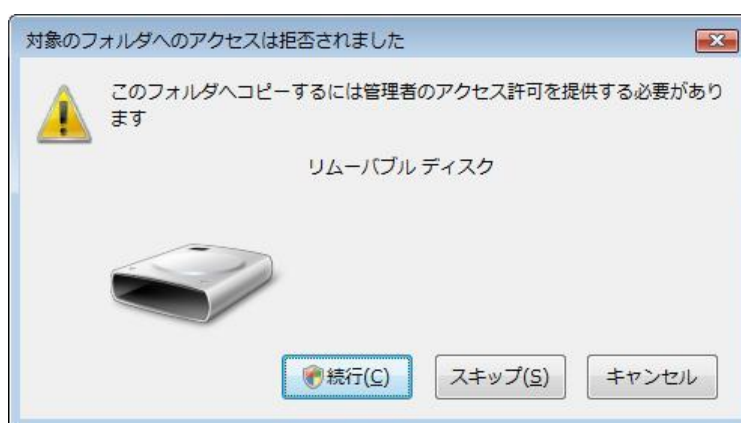 対象のフォルダへのアクセスは拒否されました
このフォルダへコピーするには管理者のアクセス許可を提供する必要があり
ます
リムーバブル ディスク
続行(C)
スキップ(S)
キャンセル